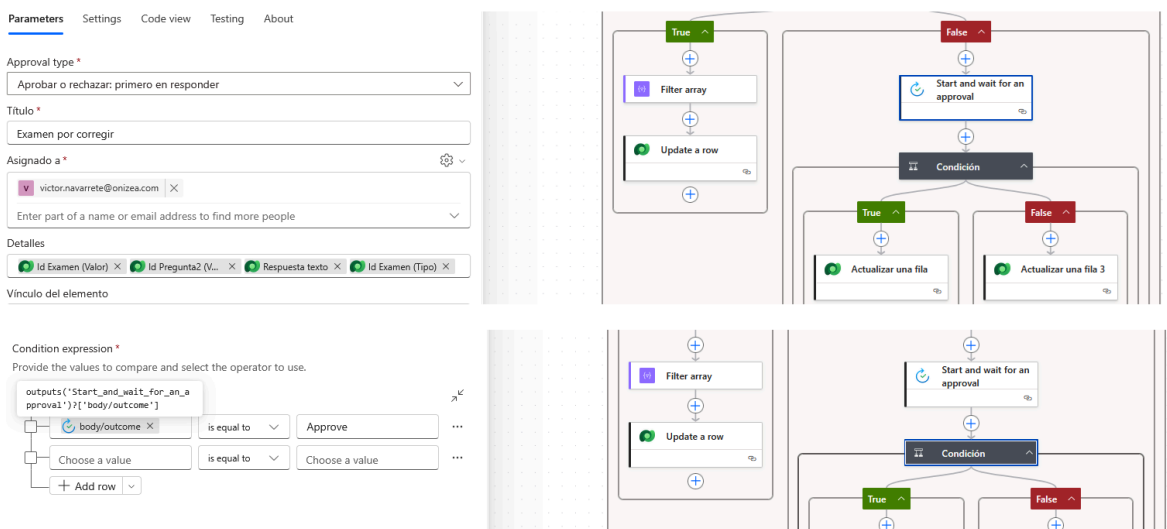 Parameters Settings Code view Testing About
Approval type *
Aprobar o rechazar: primero en responder
Título *
Examen por corregir
Asignado a *
V victor.navarrete@onizea.com
Enter part of a name or email address to find more people
Detalles
Id Examen (Valor) Id Pregunta2 (V... Respuesta texto Id Examen (Tipo)
Vínculo del elemento
True False
Filter array
Start and wait for an
approval
Update a row
Condición
True False
Actualizar una fila Actualizar una fila 3
Condition expression *
Provide the values to compare and select the operator to use.
outputs('Start_and_wait_for_an_a
pproval')?['body/outcome']
body/outcome is equal to Approve
Choose a value is equal to Choose a value
Add row
Filter array
Start and wait for an
approval
Update a row
Condición
True False